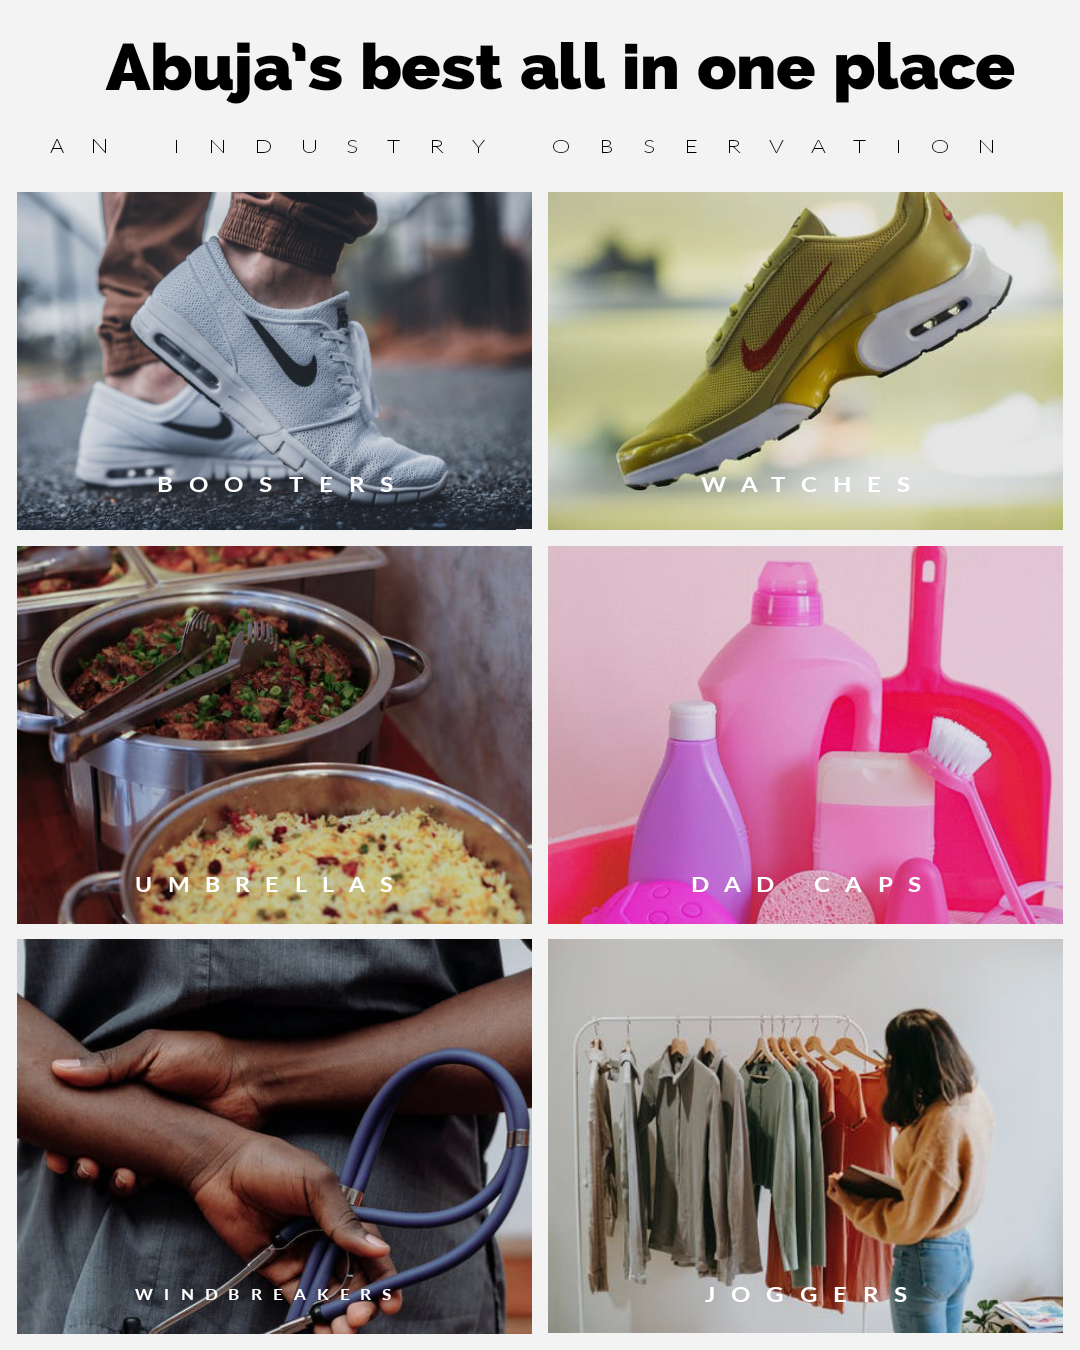 Abuja’s best all in one place
AN INDUSTRY OBSERVATION
BOOSTERS
WATCHES
UMBRELLAS
DAD CAPS
WINDBREAKERS
JOGGERS